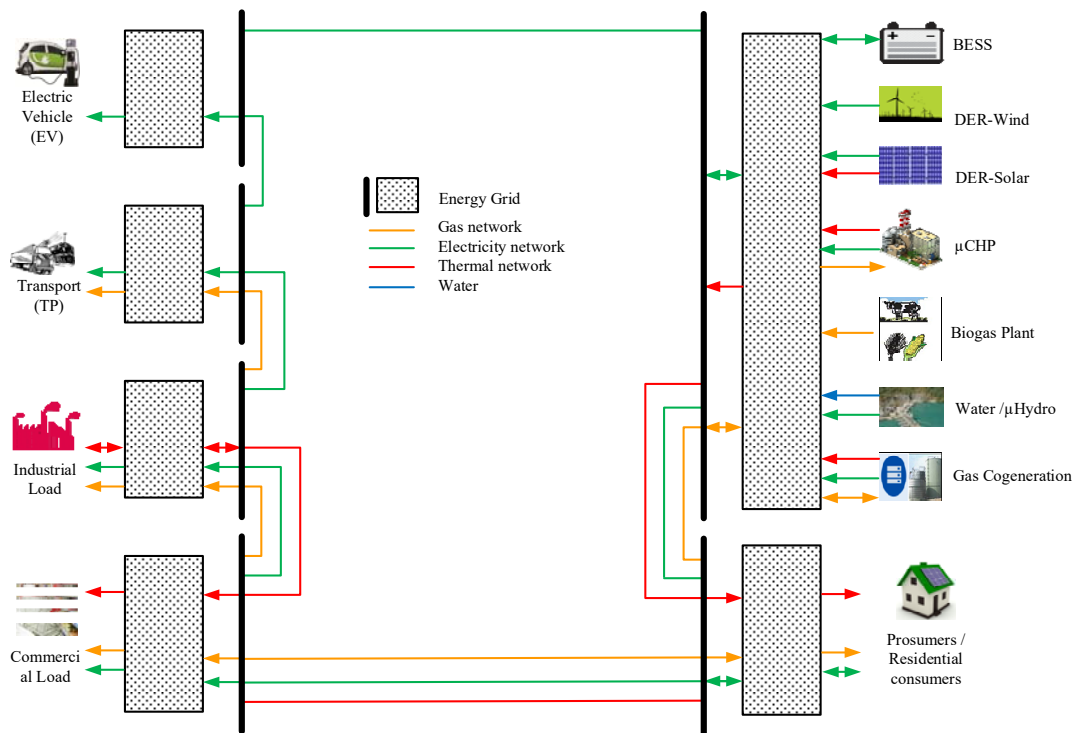 Electric
Vehicle
(EV)
Transport
(TP)
Industrial
Load
Commerci
al Load
Energy Grid
Gas network
Electricity network
Thermal network
Water
+ −
BESS
DER-Wind
DER-Solar
µCHP
Biogas Plant
Water /µHydro
Gas Cogeneration
Prosumers /
Residential
consumers